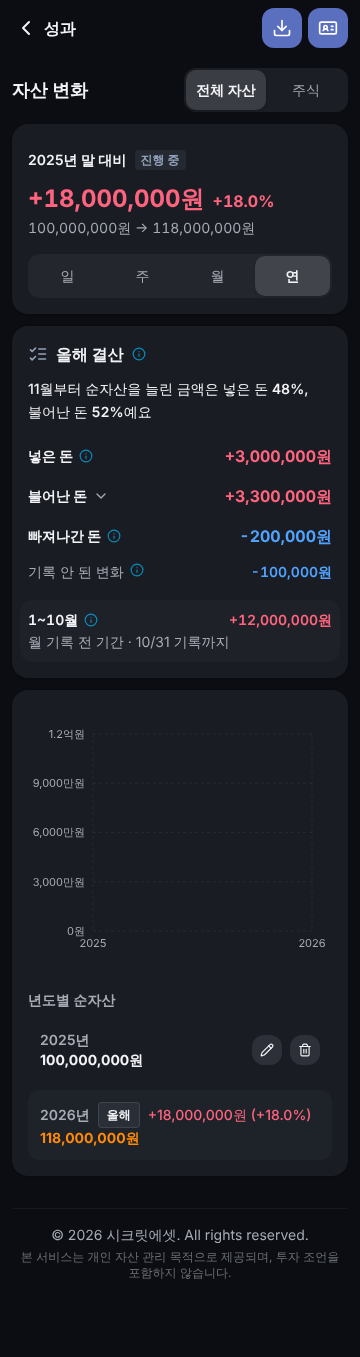 성과
자산 변화
전체 자산 주식
2025년 말 대비 진행 중
+18,000,000원 +18.0%
100,000,000원 → 118,000,000원
일 주 월 연
올해 결산
11월부터 순자산을 늘린 금액은 넣은 돈 48%,
불어난 돈 52%예요
넣은 돈 +3,000,000원
불어난 돈 +3,300,000원
빠져나간 돈 -200,000원
기록 안 된 변화 -100,000원
1~10월 +12,000,000원
월 기록 전 기간 · 10/31 기록까지
1.2억원
9,000만원
6,000만원
3,000만원
0원
2025 2026
년도별 순자산
2025년
100,000,000원
2026년 올해 +18,000,000원 (+18.0%)
118,000,000원
© 2026 시크릿에셋. All rights reserved.
본 서비스는 개인 자산 관리 목적으로 제공되며, 투자 조언을
포함하지 않습니다.